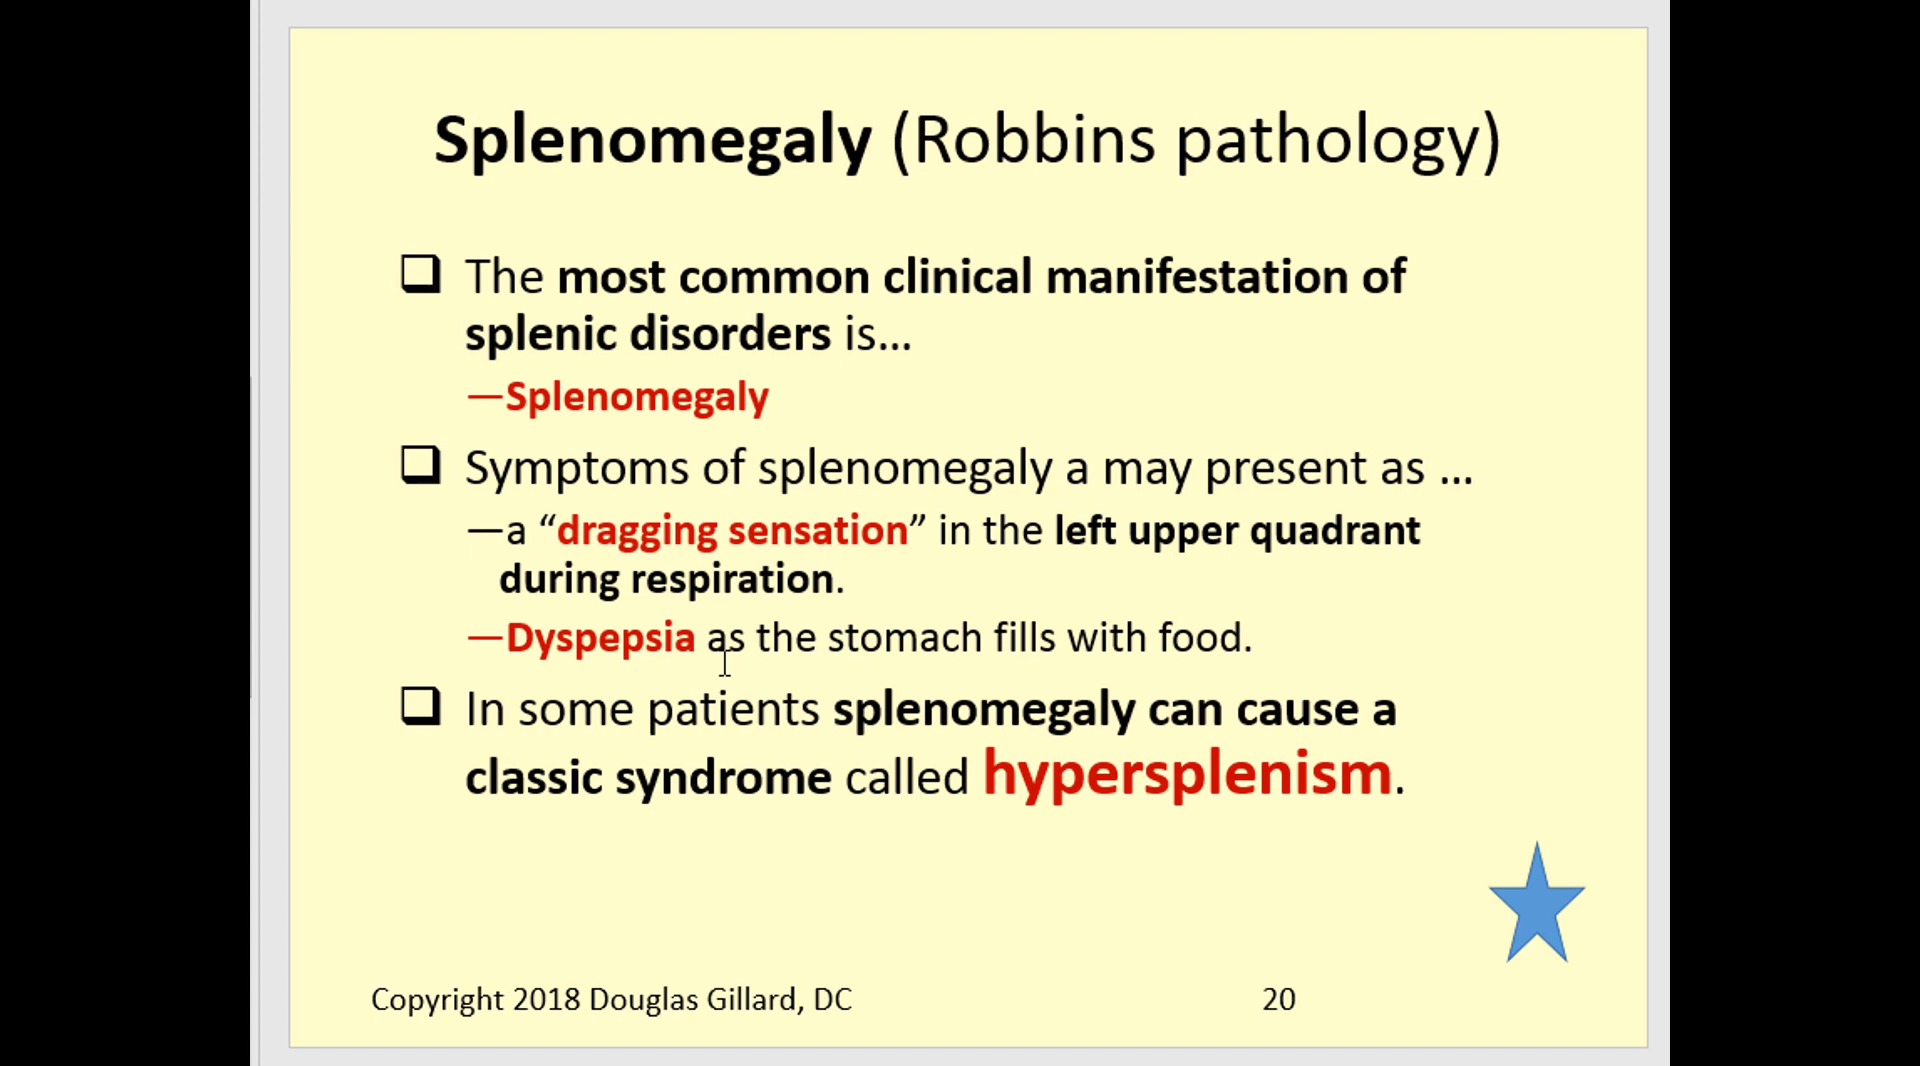 Splenomegaly (Robbins pathology)
The most common clinical manifestation of
splenic disorders is...
—Splenomegaly
Symptoms of splenomegaly a may present as ...
—a “dragging sensation” in the left upper quadrant
during respiration.
—Dyspepsia as the stomach fills with food.
In some patients splenomegaly can cause a
classic syndrome called hypersplenism.
Copyright 2018 Douglas Gillard, DC
20